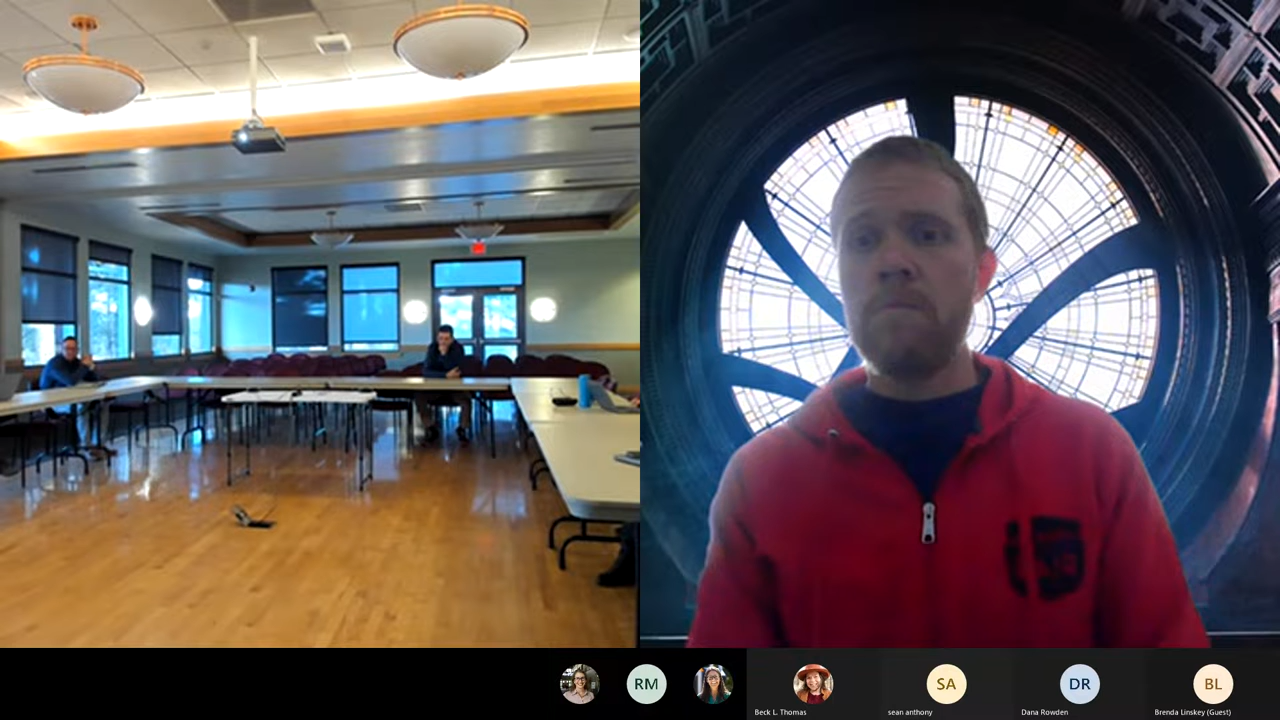 RM
SA
DR
BL
Beck L. Thomas
sean anthony
Dana Rowden
Brenda Linskey (Guest)